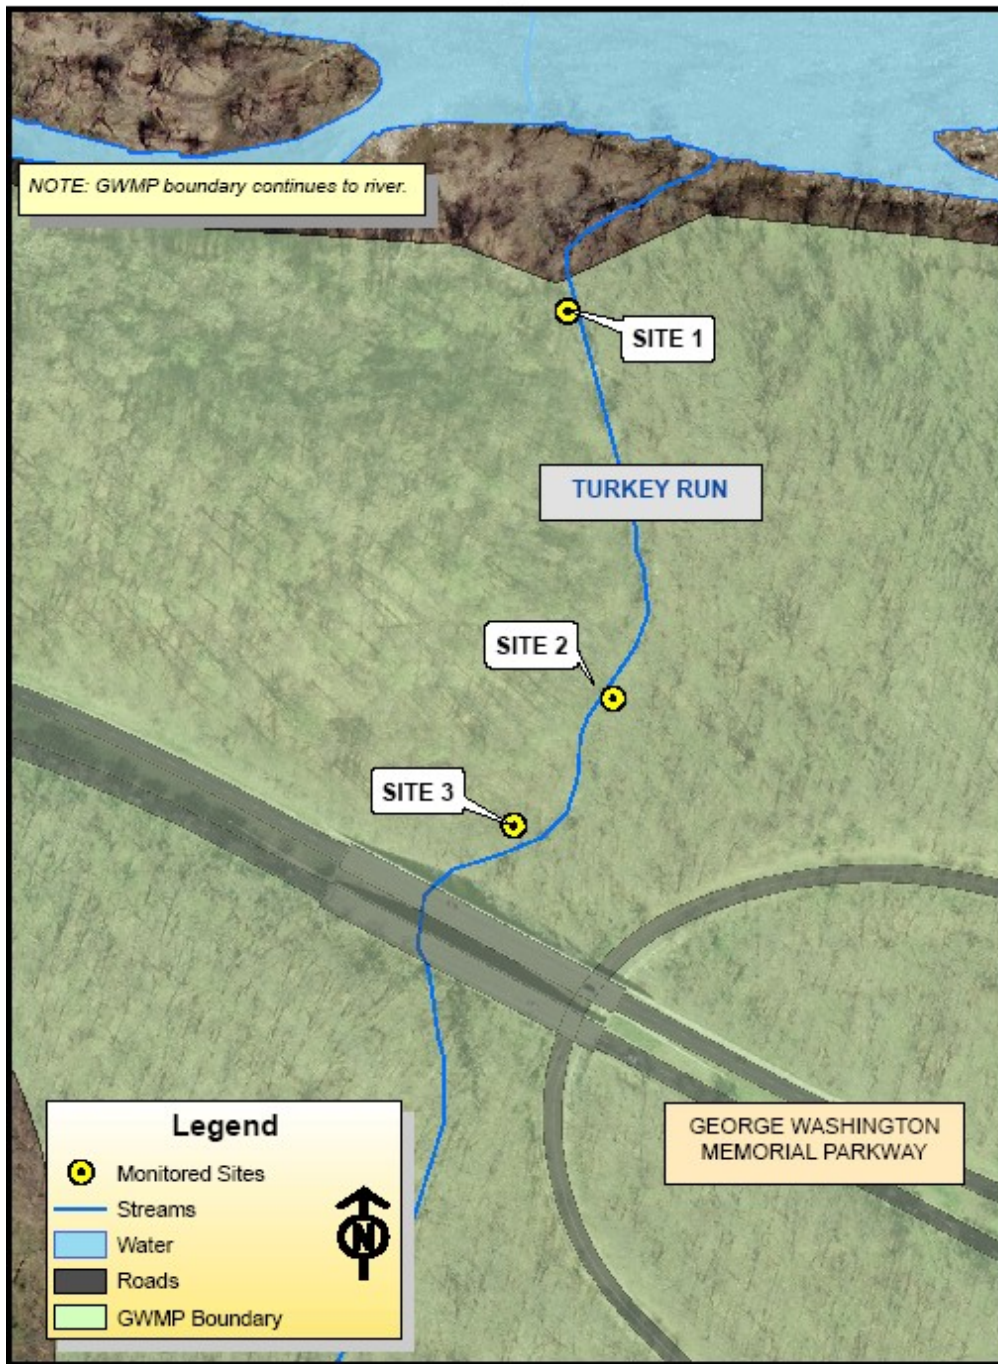 NOTE: GWMP boundary continues to river.
SITE 1
TURKEY RUN
SITE 2
SITE 3
GEORGE WASHINGTON
MEMORIAL PARKWAY
Legend
Monitored Sites
Streams
Water
Roads
GWMP Boundary
N